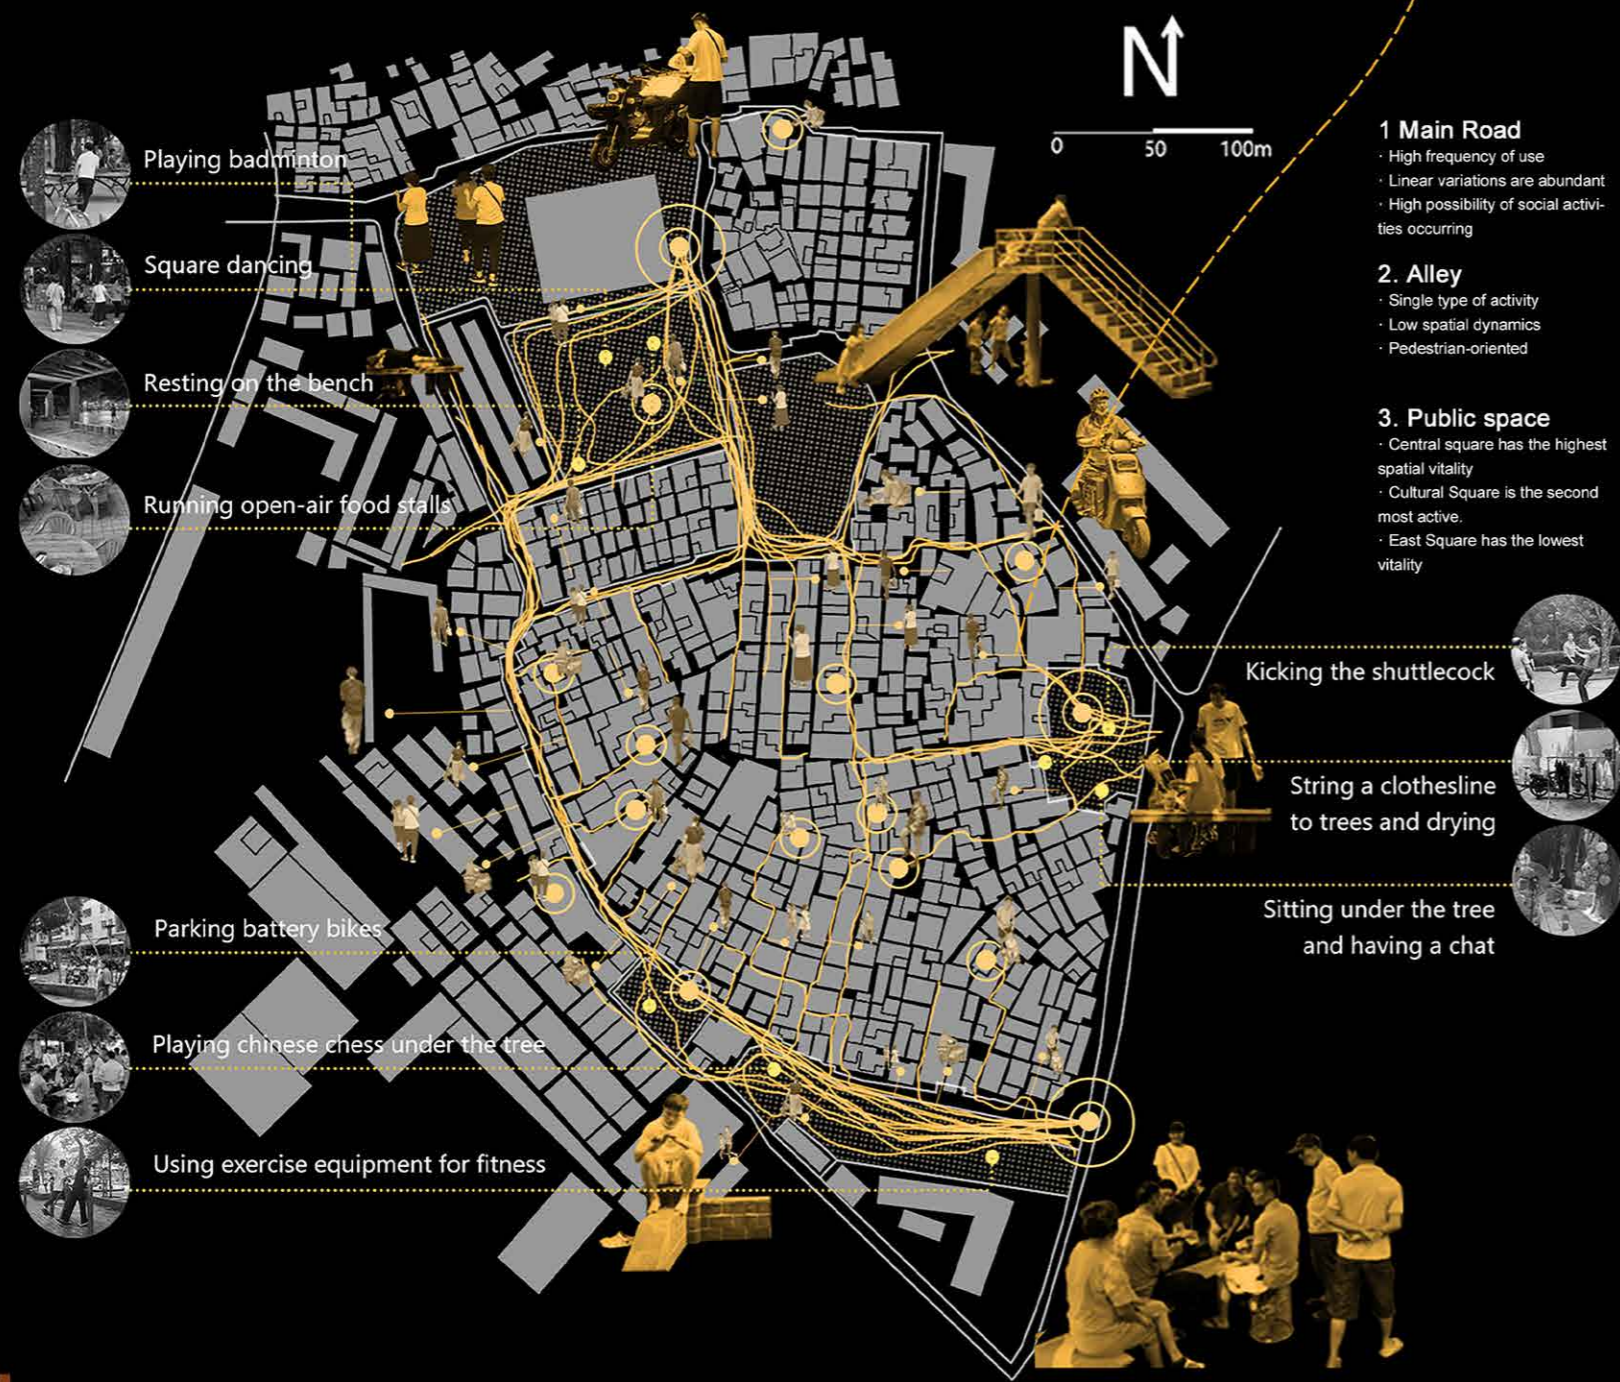 N
0 50 100m
Playing badminton
Square dancing
Resting on the bench
Running open-air food stalls
Parking battery bikes
Playing chinese chess under the tree
Using exercise equipment for fitness
1 Main Road
· High frequency of use
· Linear variations are abundant
· High possibility of social activi-
ties occurring
2. Alley
· Single type of activity
· Low spatial dynamics
· Pedestrian-oriented
3. Public space
· Central square has the highest
spatial vitality
· Cultural Square is the second
most active.
· East Square has the lowest
vitality
Kicking the shuttlecock
String a clothesline
to trees and drying
Sitting under the tree
and having a chat